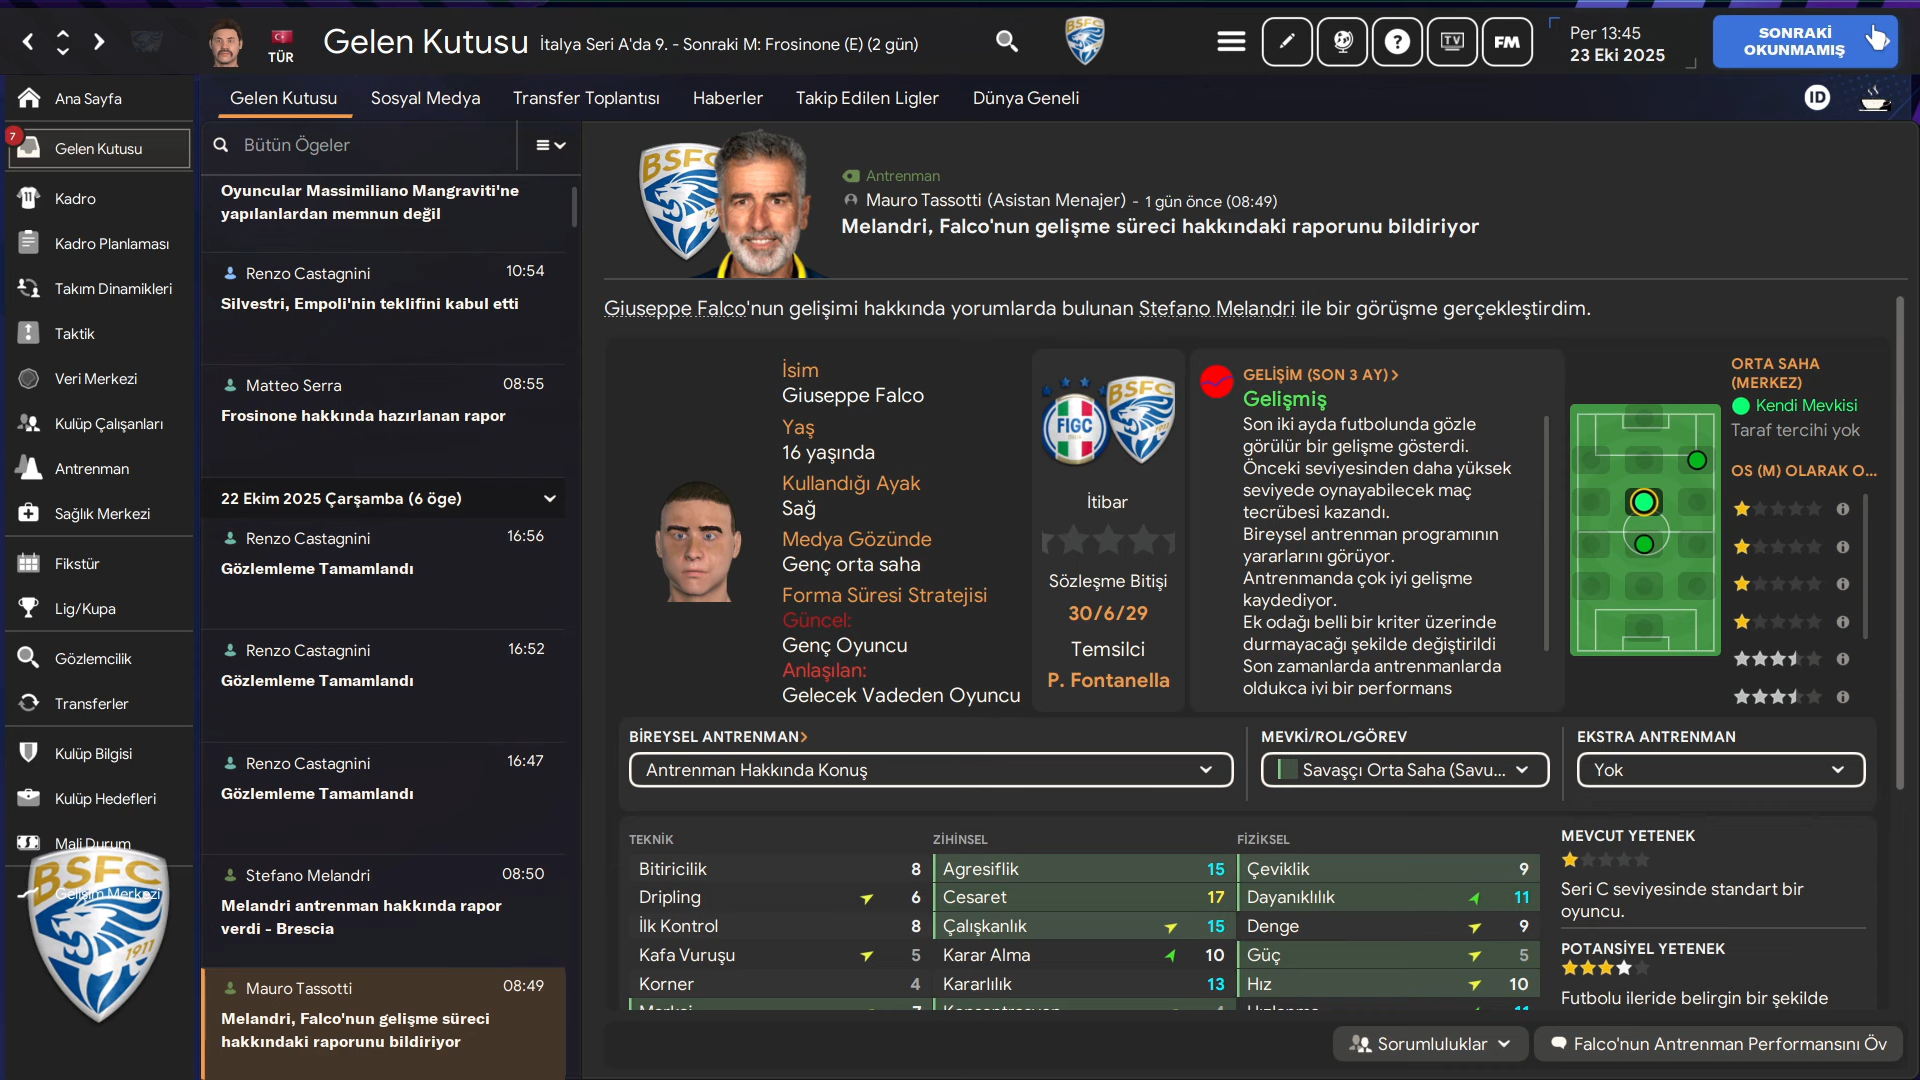 TÜR
Gelen Kutusu
İtalya Seri A'da 9. - Sonraki M: Frosinone (E) (2 gün)
?
TV
FM
Per 13:45
23 Eki 2025
SONRAKİ
OKUNMAMIŞ
Ana Sayfa
7
Gelen Kutusu
Kadro
Kadro Planlaması
Takım Dinamikleri
Taktik
Veri Merkezi
Kulüp Çalışanları
Antrenman
Sağlık Merkezi
Fikstür
Lig/Kupa
Gözlemcilik
Transferler
Kulüp Bilgisi
Kulüp Hedefleri
Mali Durum
Gelişim Merkezi
BSFC
1911
Gelen Kutusu
Sosyal Medya
Transfer Toplantısı
Haberler
Takip Edilen Ligler
Dünya Geneli
ID
Bütün Ögeler
Oyuncular Massimiliano Mangraviti'ne
yapılanlardan memnun değil
Renzo Castagnini
10:54
Silvestri, Empoli'nin teklifini kabul etti
Matteo Serra
08:55
Frosinone hakkında hazırlanan rapor
22 Ekim 2025 Çarşamba (6 öge)
Renzo Castagnini
16:56
Gözlemleme Tamamlandı
Renzo Castagnini
16:52
Gözlemleme Tamamlandı
Renzo Castagnini
16:47
Gözlemleme Tamamlandı
Stefano Melandri
08:50
Melandri antrenman hakkında rapor
verdi - Brescia
Mauro Tassotti
08:49
Melandri, Falco'nun gelişme süreci
hakkındaki raporunu bildiriyor
BSFC
Antrenman
Mauro Tassotti (Asistan Menajer) - 1 gün önce (08:49)
Melandri, Falco'nun gelişme süreci hakkındaki raporunu bildiriyor
Giuseppe Falco'nun gelişimi hakkında yorumlarda bulunan Stefano Melandri ile bir görüşme gerçekleştirdim.
İsim
Giuseppe Falco
Yaş
16 yaşında
Kullandığı Ayak
Sağ
Medya Gözünde
Genç orta saha
Forma Süresi Stratejisi
Güncel:
Genç Oyuncu
Anlaşılan:
Gelecek Vadeden Oyuncu
FIGC
BSFC
İtibar
Sözleşme Bitişi
30/6/29
Temsilci
P. Fontanella
GELİŞİM (SON 3 AY)
Gelişmiş
Son iki ayda futbolunda gözle
görülür bir gelişme gösterdi.
Önceki seviyesinden daha yüksek
seviyede oynayabilecek maç
tecrübesi kazandı.
Bireysel antrenman programının
yararlarını görüyor.
Antrenmanda çok iyi gelişme
kaydediyor.
Ek odağı belli bir kriter üzerinde
durmayacağı şekilde değiştirildi
Son zamanlarda antrenmanlarda
oldukça iyi bir performans
ORTA SAHA
(MERKEZ)
Kendi Mevkisi
Taraf tercihi yok
OS (M) OLARAK O...
BİREYSEL ANTRENMAN
Antrenman Hakkında Konuş
MEVKİ/ROL/GÖREV
Savaşçı Orta Saha (Savu...
EKSTRA ANTRENMAN
Yok
TEKNİK
Bitiricilik 8
Dripling 6
İlk Kontrol 8
Kafa Vuruşu 5
Korner 4
ZİHİNSEL
Agresiflik 15
Cesaret 17
Çalışkanlık 15
Karar Alma 10
Kararlılık 13
FİZİKSEL
Çeviklik 9
Dayanıklılık 11
Denge 9
Güç 5
Hız 10
MEVCUT YETENEK
Seri C seviyesinde standart bir
oyuncu.
POTANSİYEL YETENEK
Futbolu ileride belirgin bir şekilde
Sorumluluklar
Falco'nun Antrenman Performansını Öv